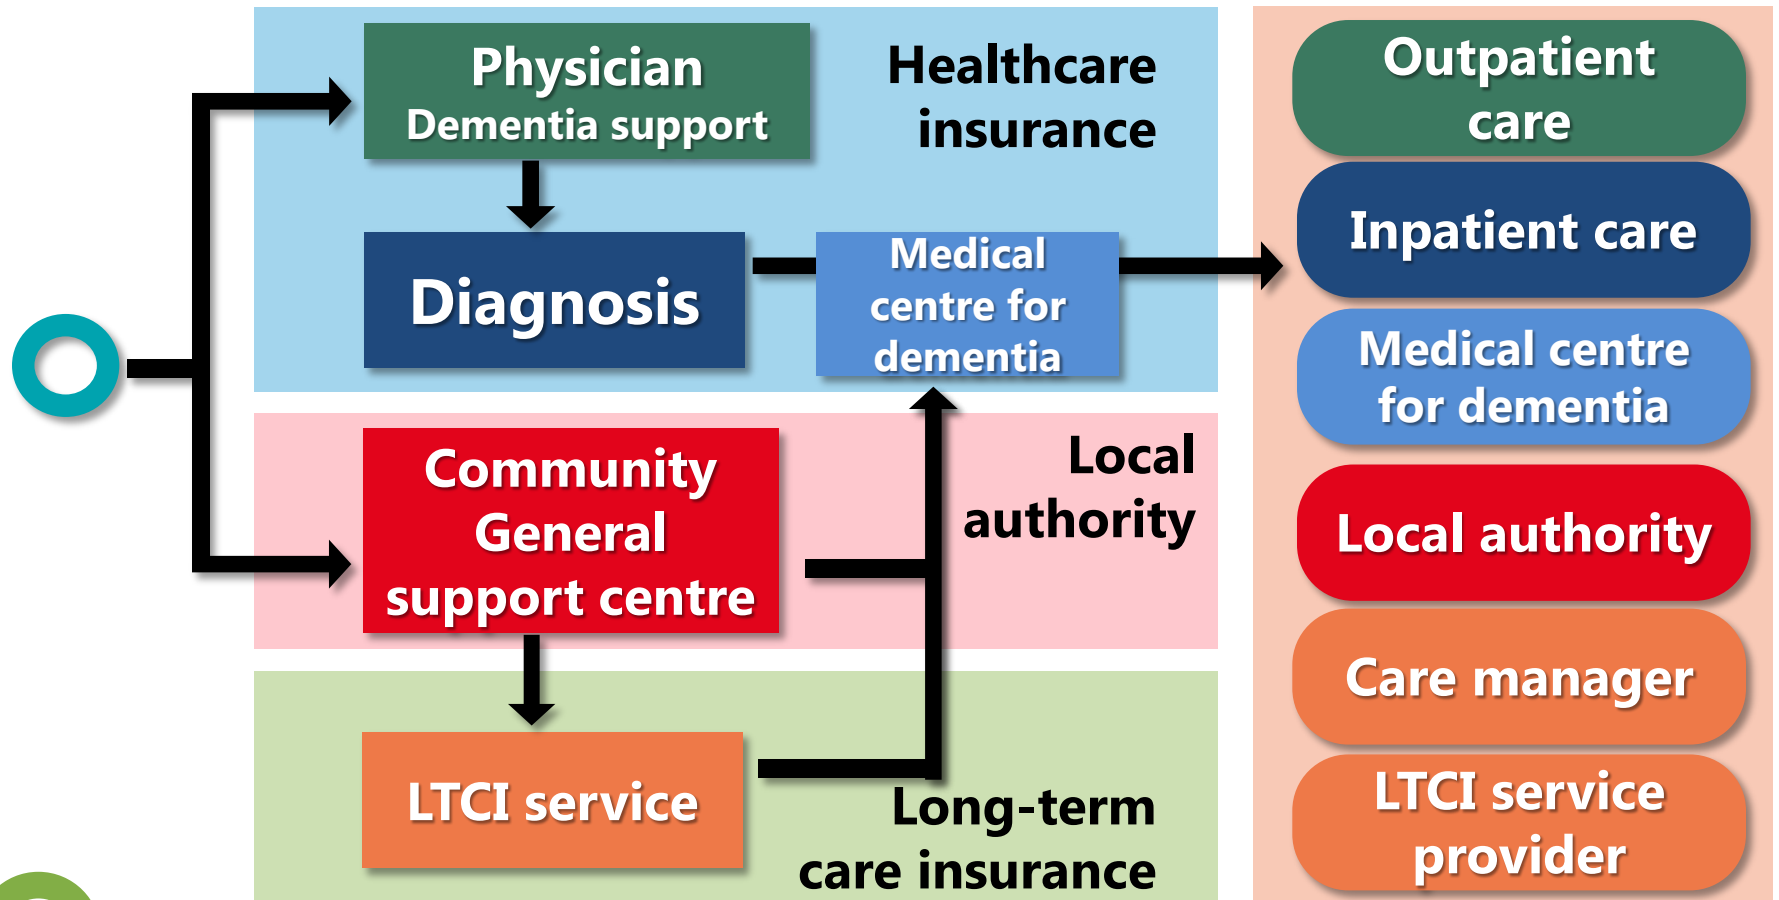 Physician
Dementia support
Healthcare
insurance
Diagnosis
Medical
centre for
dementia
Community
General
support centre
Local
authority
LTCI service
Long-term
care insurance
Outpatient
care
Inpatient care
Medical centre
for dementia
Local authority
Care manager
LTCI service
provider